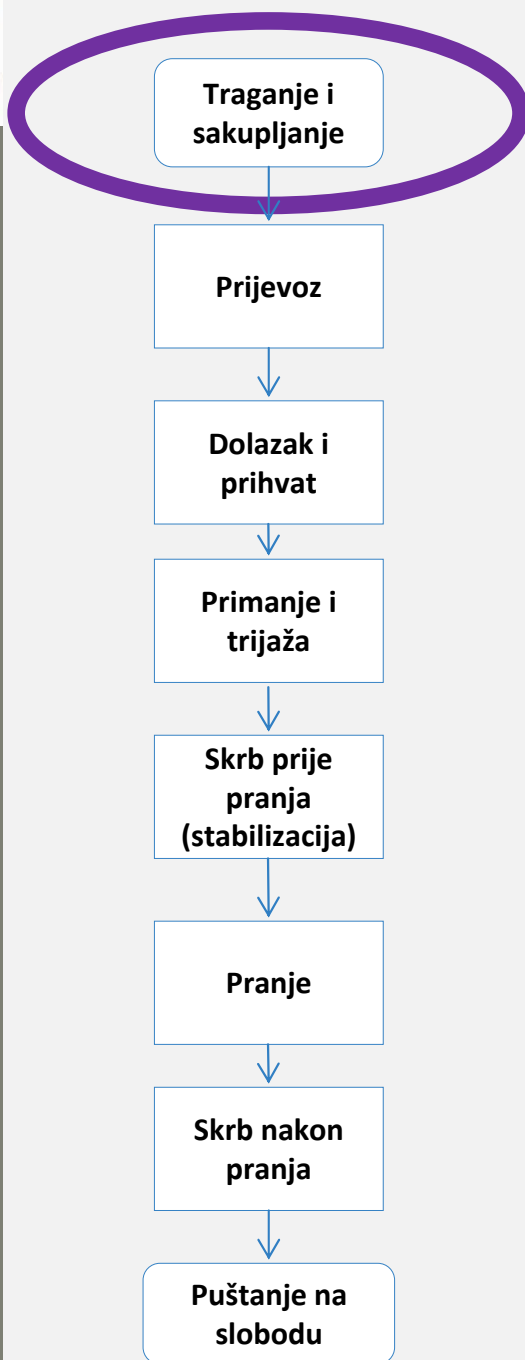 Traganje i
sakupljanje
Prijevoz
Dolazak i
prihvat
Primanje i
trijaža
Skrb prije
pranja
(stabilizacija)
Pranje
Skrb nakon
pranja
Puštanje na
slobodu